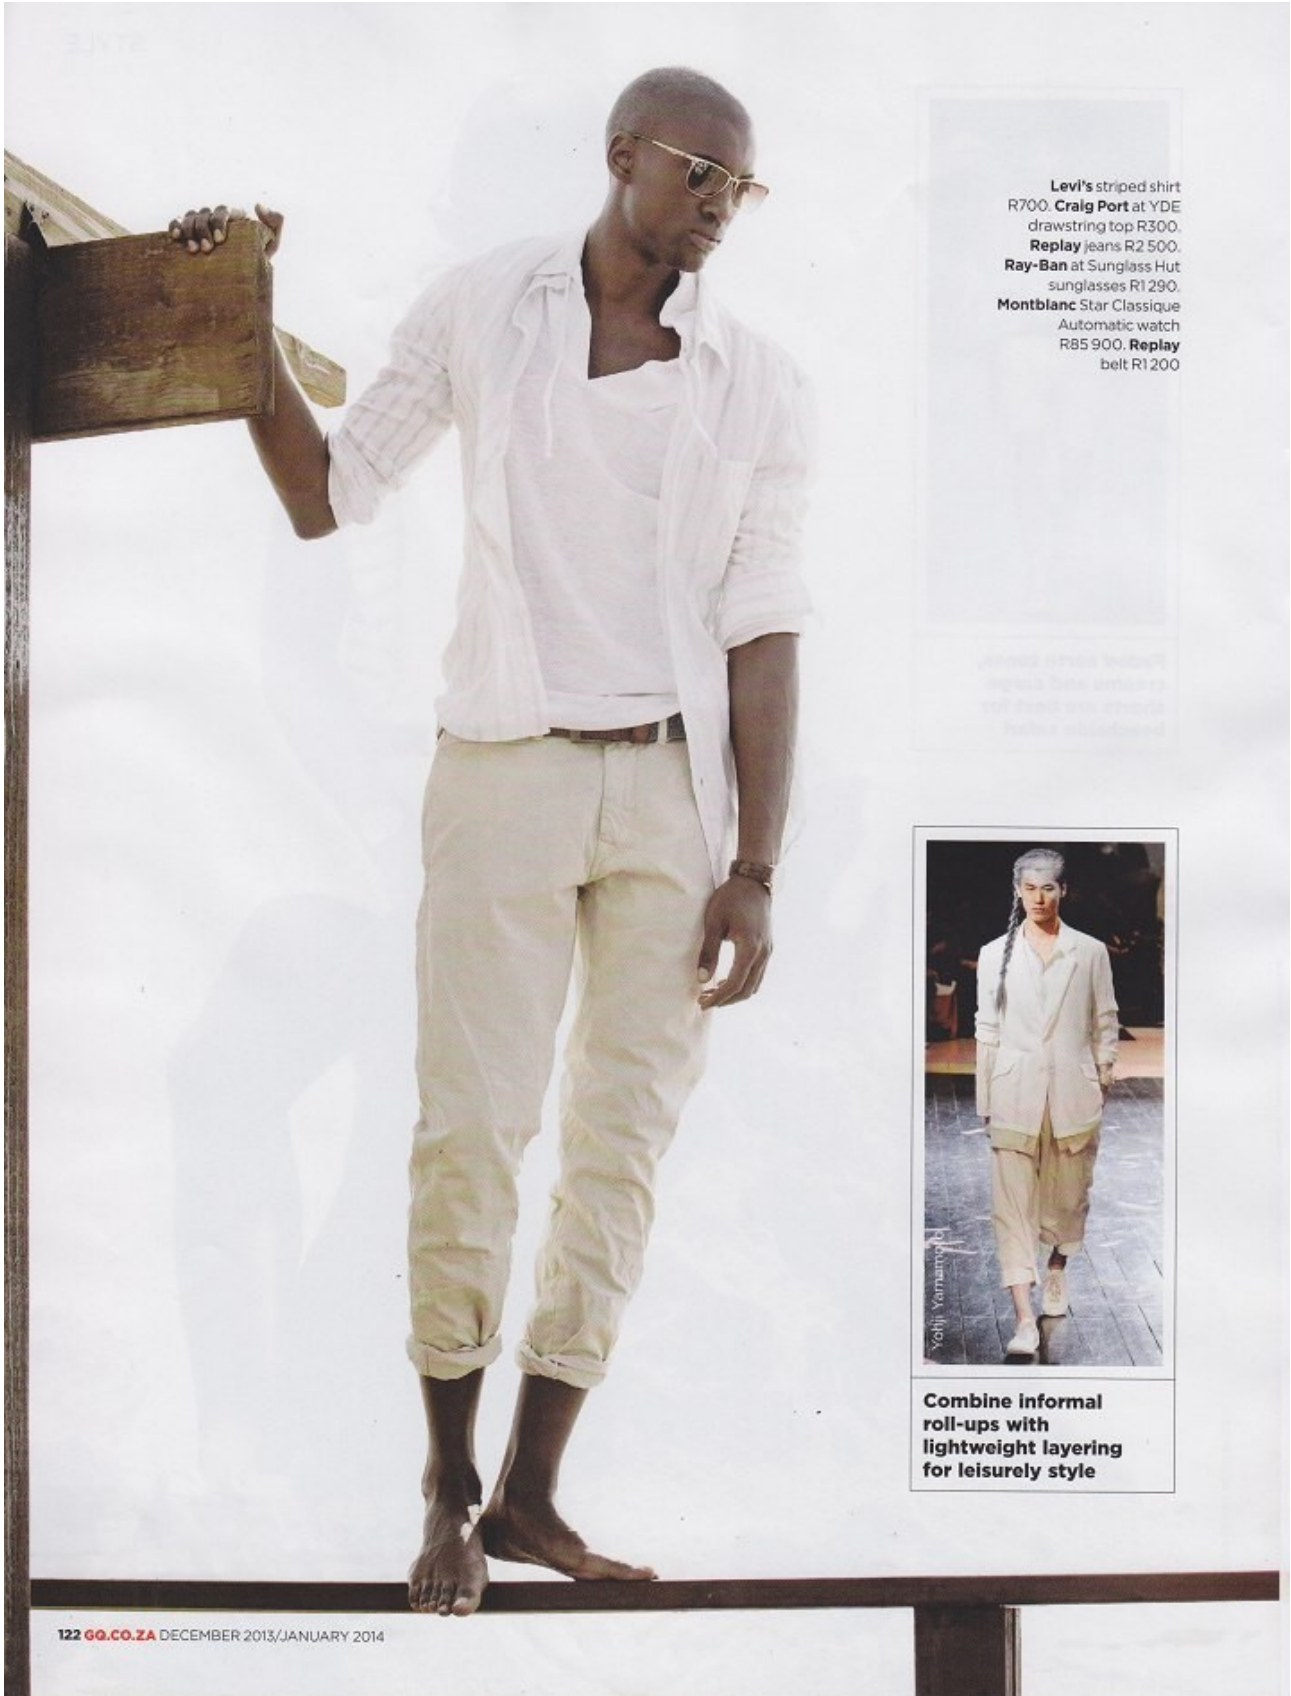 Levi's striped shirt
R700. Craig Port at YDE
drawstring top R300.
Replay jeans R2 500.
Ray-Ban at Sunglass Hut
sunglasses R1 290.
Montblanc Star Classique
Automatic watch
R85 900. Replay
belt R1 200
Yohji Yamamoto
Combine informal
roll-ups with
lightweight layering
for leisurely style
122 GQ.CO.ZA DECEMBER 2013/JANUARY 2014